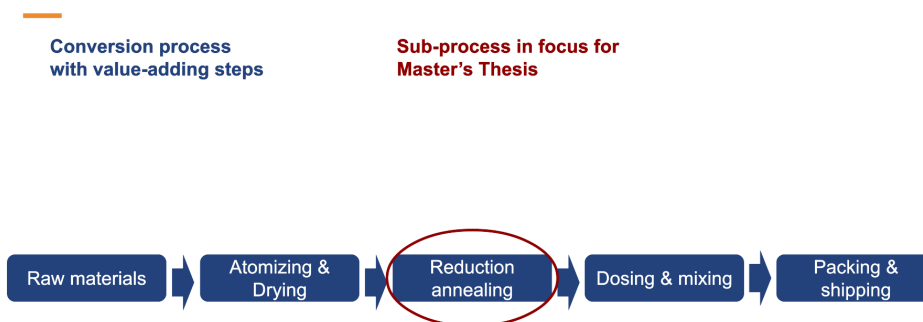 Conversion process
with value-adding steps
Sub-process in focus for
Master’s Thesis
Raw materials
Atomizing &
Drying
Reduction
annealing
Dosing & mixing
Packing &
shipping